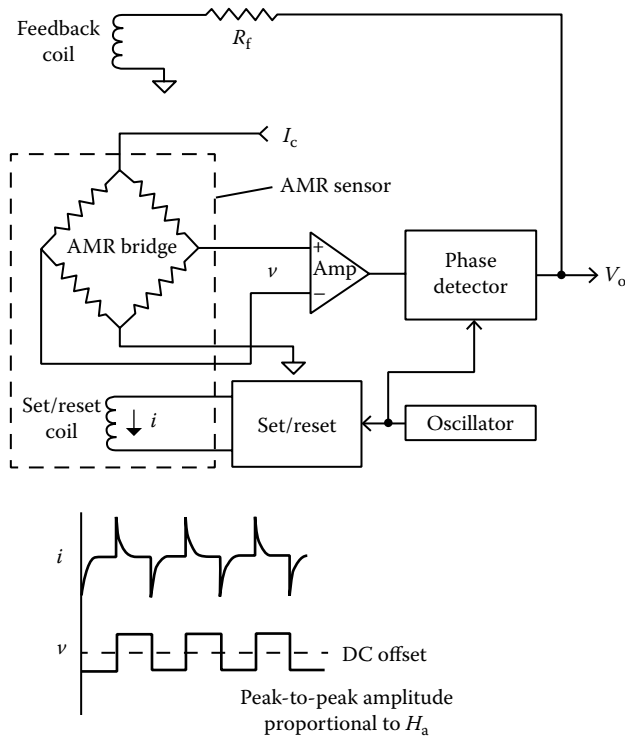 Feedback
coil
R_f
I_c
AMR sensor
AMR bridge
v
+
Amp
−
Phase
detector
V_o
Set/reset
coil
i
Set/reset
Oscillator
i
v
DC offset
Peak-to-peak amplitude
proportional to H_a